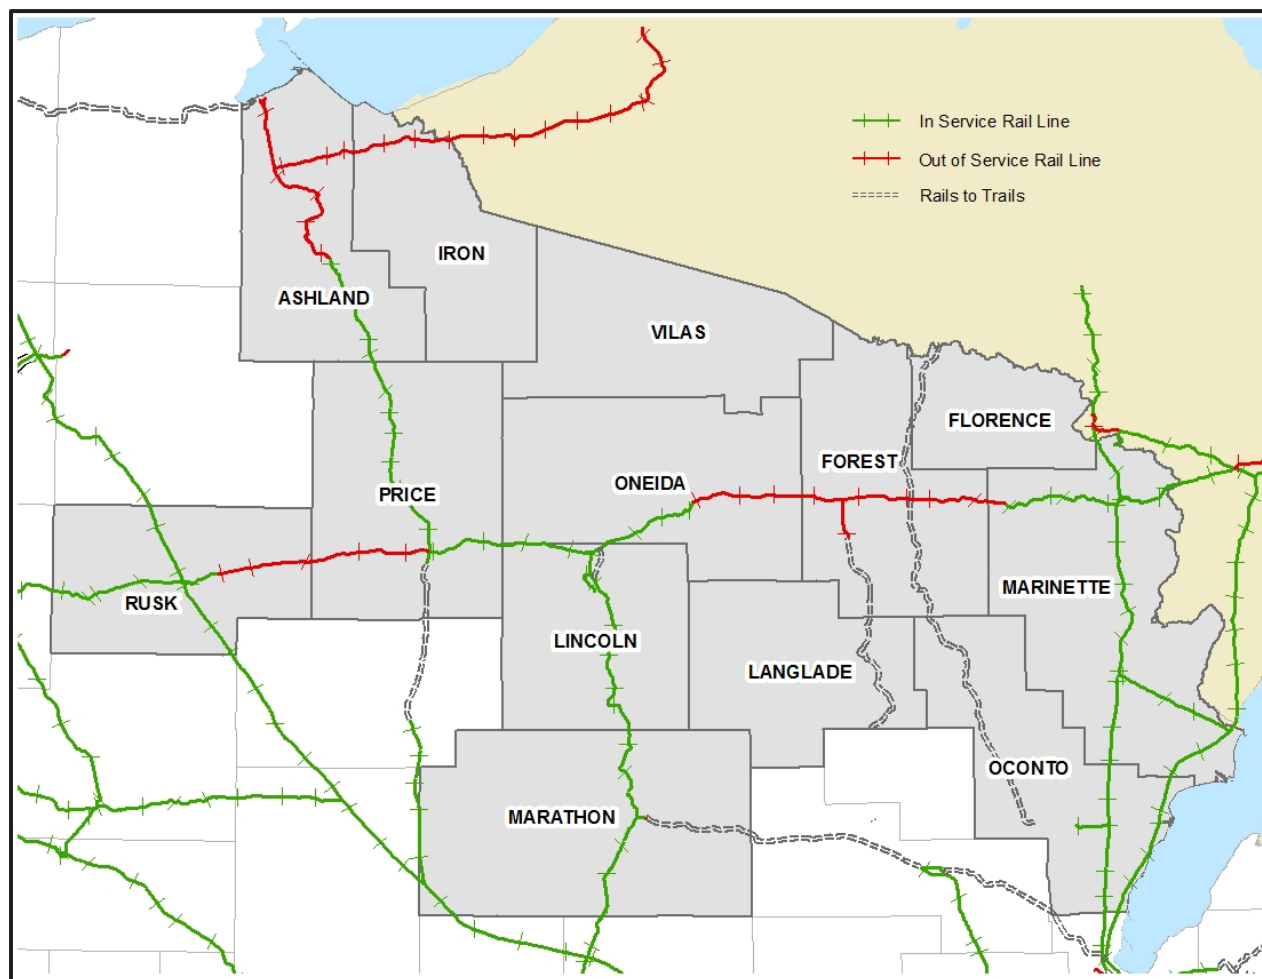 In Service Rail Line
Out of Service Rail Line
Rails to Trails
IRON
ASHLAND
VILAS
FLORENCE
FOREST
ONEIDA
PRICE
MARINETTE
RUSK
LINCOLN
LANGLADE
OCONTO
MARATHON